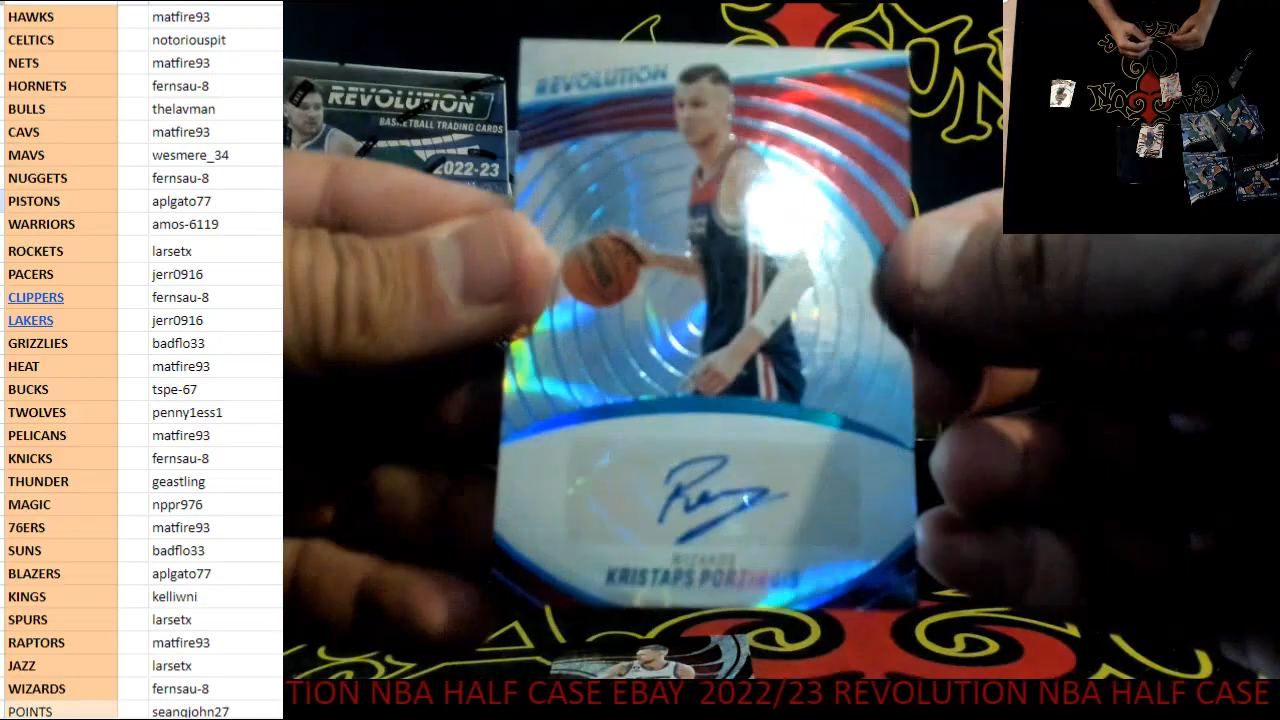 HAWKS matfire93
CELTICS notoriouspit
NETS matfire93
HORNETS fernsau-8
BULLS thelavman
CAVS matfire93
MAVS wesmere_34
NUGGETS fernsau-8
PISTONS aplgato77
WARRIORS amos-6119
ROCKETS larsetx
PACERS jerr0916
CLIPPERS fernsau-8
LAKERS jerr0916
GRIZZLIES badflo33
HEAT matfire93
BUCKS tspe-67
TWOLVES penny1ess1
PELICANS matfire93
KNICKS fernsau-8
THUNDER geastling
MAGIC nppr976
76ERS matfire93
SUNS badflo33
BLAZERS aplgato77
KINGS kelliwni
SPURS larsetx
RAPTORS matfire93
JAZZ larsetx
WIZARDS fernsau-8
POINTS seanqjohn27
REVOLUTION
BASKETBALL TRADING CARDS
2022-23
REVOLUTION
WIZARDS
KRISTAPS PORZINGIS
TION NBA HALF CASE EBAY 2022/23 REVOLUTION NBA HALF CASE